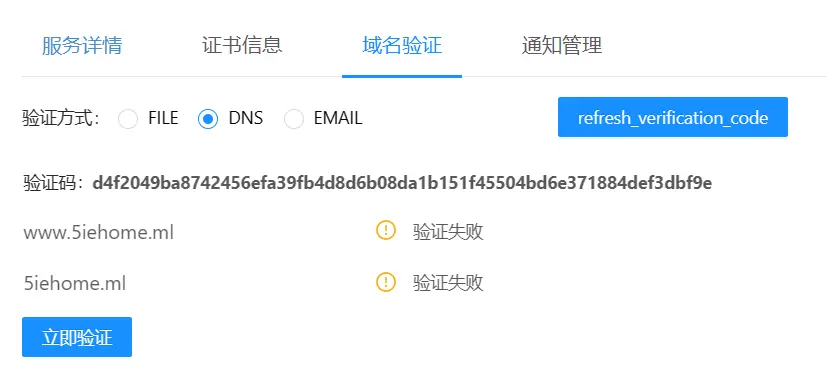 服务详情 证书信息 域名验证 通知管理
验证方式： FILE DNS EMAIL refresh_verification_code
验证码：d4f2049ba8742456efa39fb4d8d6b08da1b151f45504bd6e371884def3dbf9e
www.5iehome.ml 验证失败
5iehome.ml 验证失败
立即验证